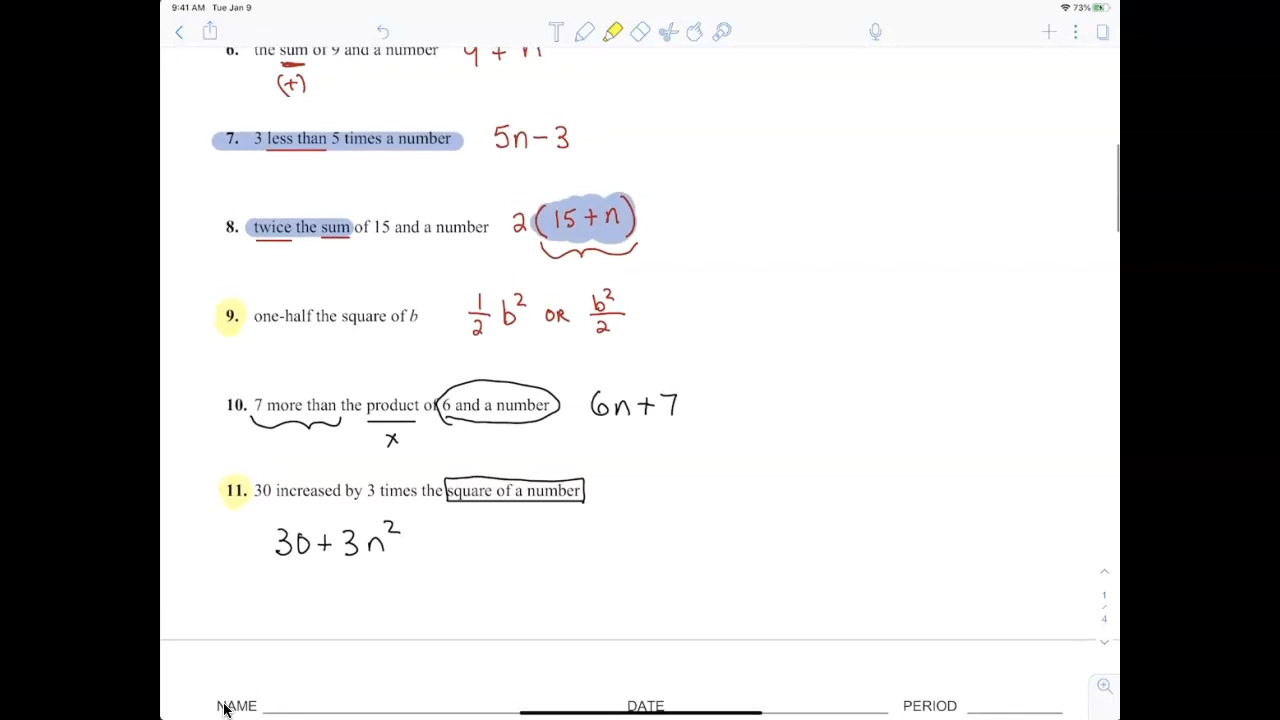 9:41 AM Tue Jan 9 73%
6. the sum of 9 and a number
(+)
7. 3 less than 5 times a number 5n - 3
8. twice the sum of 15 and a number 2 (15 + n)
9. one-half the square of b 1/2 b² OR b²/2
10. 7 more than the product of 6 and a number 6n + 7
x
11. 30 increased by 3 times the square of a number
30 + 3n²
1
/
4
NAME DATE PERIOD